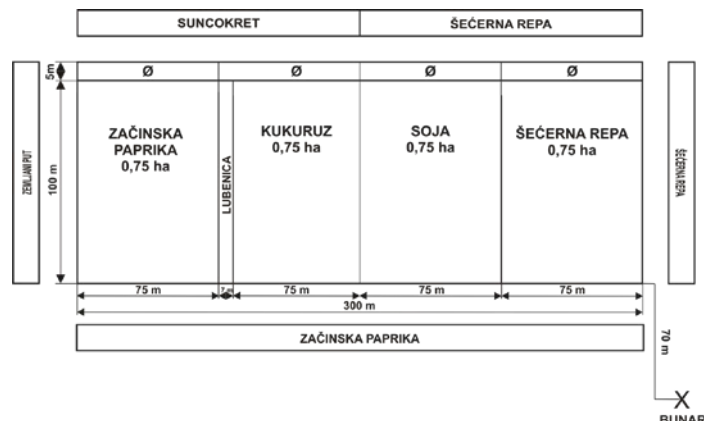 SUNCOKRET
ŠEĆERNA REPA
5m
Ø
Ø
Ø
Ø
ZEMLJANI PUT
100 m
ZAČINSKA
PAPRIKA
0,75 ha
LUBENICA
KUKURUZ
0,75 ha
SOJA
0,75 ha
ŠEĆERNA REPA
0,75 ha
ŠEĆERNA REPA
75 m
75 m
75 m
75 m
300 m
ZAČINSKA PAPRIKA
70 m
X
BUNAR